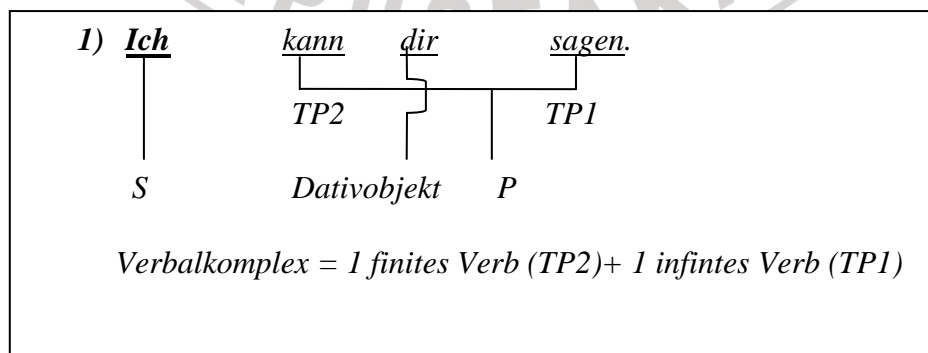 1) Ich kann dir sagen.
TP2 TP1
S Dativobjekt P
Verbalkomplex = 1 finites Verb (TP2)+ 1 infintes Verb (TP1)